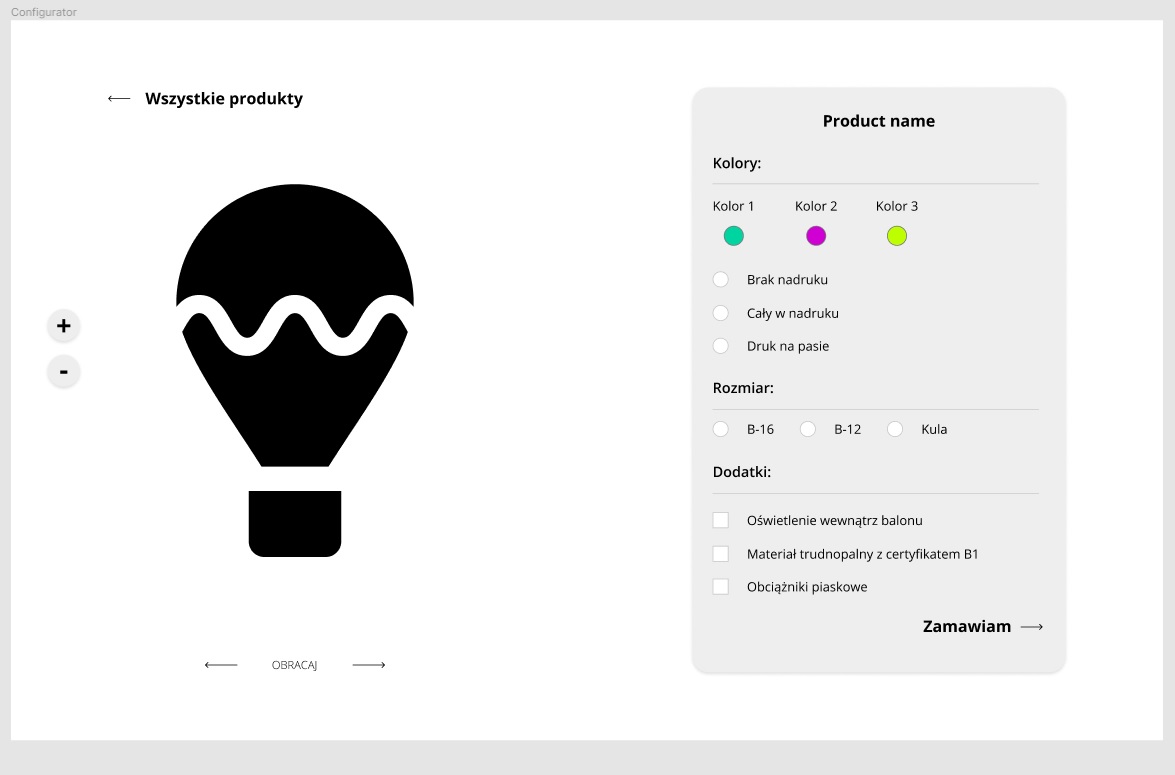 Configurator
Wszystkie produkty
+
-
OBRACAJ
Product name
Kolory:
Kolor 1 Kolor 2 Kolor 3
Brak nadruku
Cały w nadruku
Druk na pasie
Rozmiar:
B-16 B-12 Kula
Dodatki:
Oświetlenie wewnątrz balonu
Materiał trudnopalny z certyfikatem B1
Obciążniki piaskowe
Zamawiam